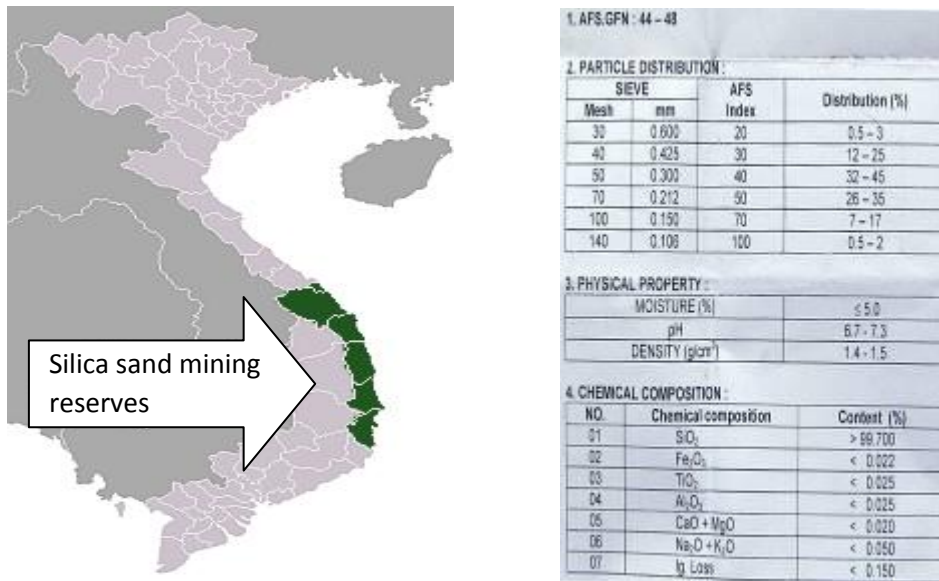 Silica sand mining
reserves
1. AFS.GFN : 44 – 48
2. PARTICLE DISTRIBUTION :
SIEVE AFS Index Distribution (%)
Mesh mm
30 0.600 20 0.5 – 3
40 0.425 30 12 – 25
50 0.300 40 32 – 45
70 0.212 50 26 – 35
100 0.150 70 7 – 17
140 0.106 100 0.5 – 2
3. PHYSICAL PROPERTY :
MOISTURE (%) ≤ 5.0
pH 6.7 - 7.3
DENSITY (g/cm³) 1.4 - 1.5
4. CHEMICAL COMPOSITION :
NO. Chemical composition Content (%)
01 SiO₂ > 99.700
02 Fe₂O₃ < 0.022
03 TiO₂ < 0.025
04 Al₂O₃ < 0.025
05 CaO + MgO < 0.020
06 Na₂O + K₂O < 0.050
07 Ig. Loss < 0.150